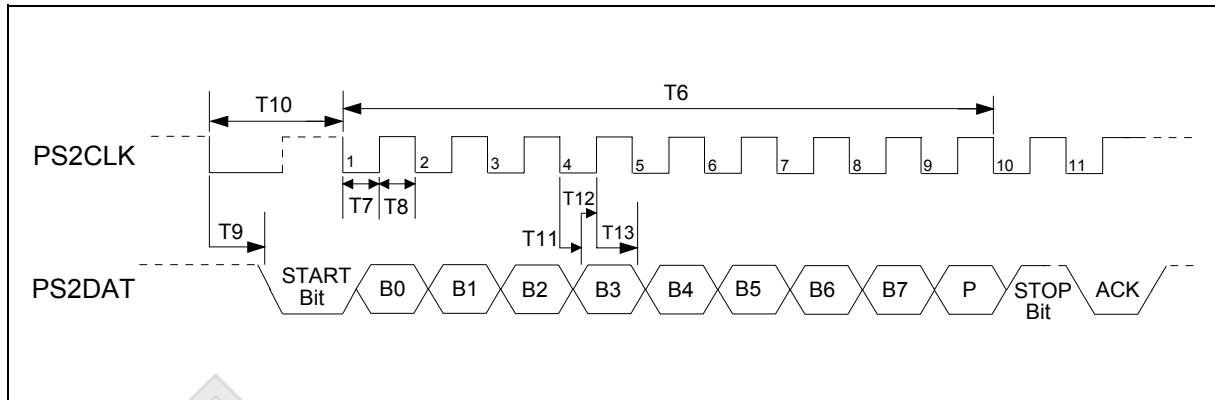 T10
T6
PS2CLK
1 2 3 4 5 6 7 8 9 10 11
T7 T8
T12
T9
T11
T13
PS2DAT
START
Bit
B0 B1 B2 B3 B4 B5 B6 B7 P
STOP
Bit
ACK